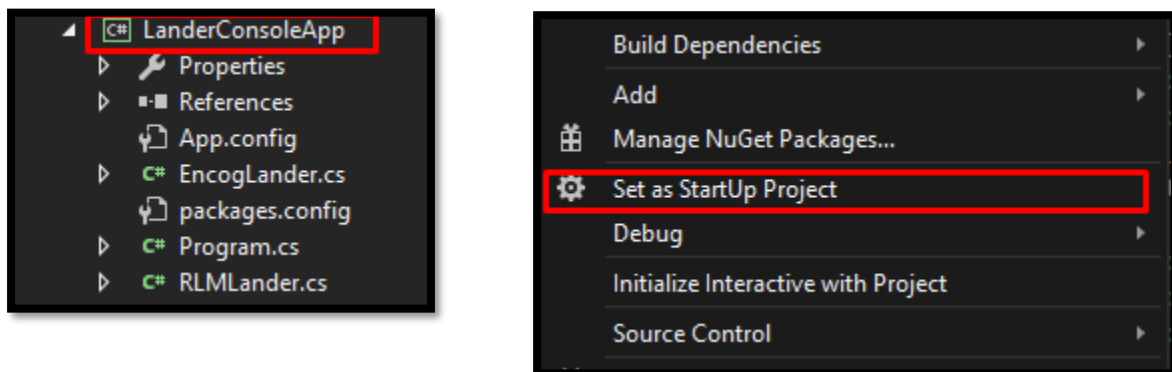 C# LanderConsoleApp
Properties
References
App.config
C# EncogLander.cs
packages.config
C# Program.cs
C# RLMLander.cs
Build Dependencies
Add
Manage NuGet Packages...
Set as StartUp Project
Debug
Initialize Interactive with Project
Source Control